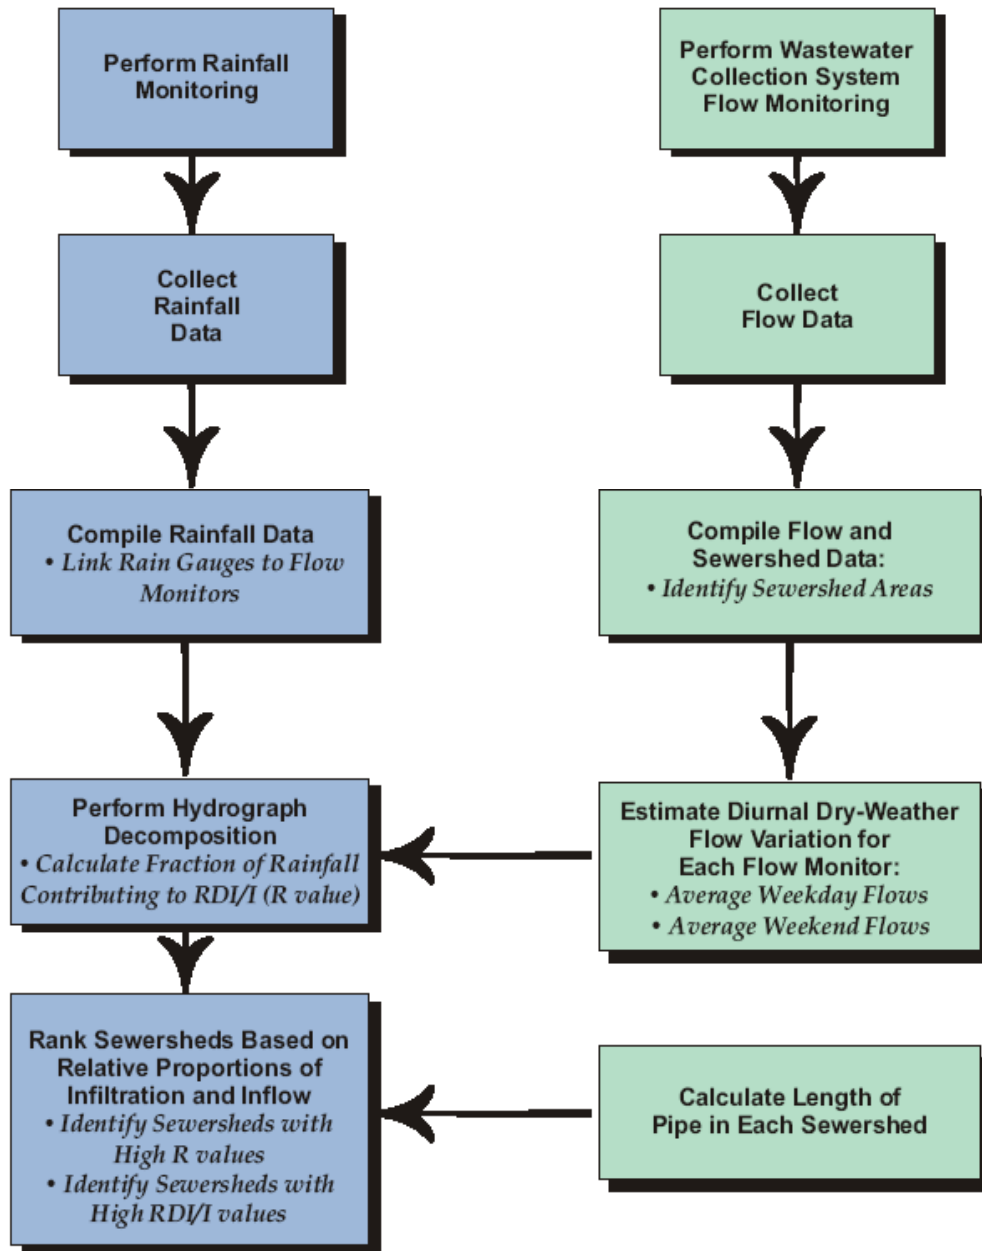 Perform Rainfall
Monitoring
Perform Wastewater
Collection System
Flow Monitoring
Collect
Rainfall
Data
Collect
Flow Data
Compile Rainfall Data
• Link Rain Gauges to Flow
Monitors
Compile Flow and
Sewershed Data:
• Identify Sewershed Areas
Perform Hydrograph
Decomposition
• Calculate Fraction of Rainfall
Contributing to RDI/I (R value)
Estimate Diurnal Dry-Weather
Flow Variation for
Each Flow Monitor:
• Average Weekday Flows
• Average Weekend Flows
Rank Sewersheds Based on
Relative Proportions of
Infiltration and Inflow
• Identify Sewersheds with
High R values
• Identify Sewersheds with
High RDI/I values
Calculate Length of
Pipe in Each Sewershed